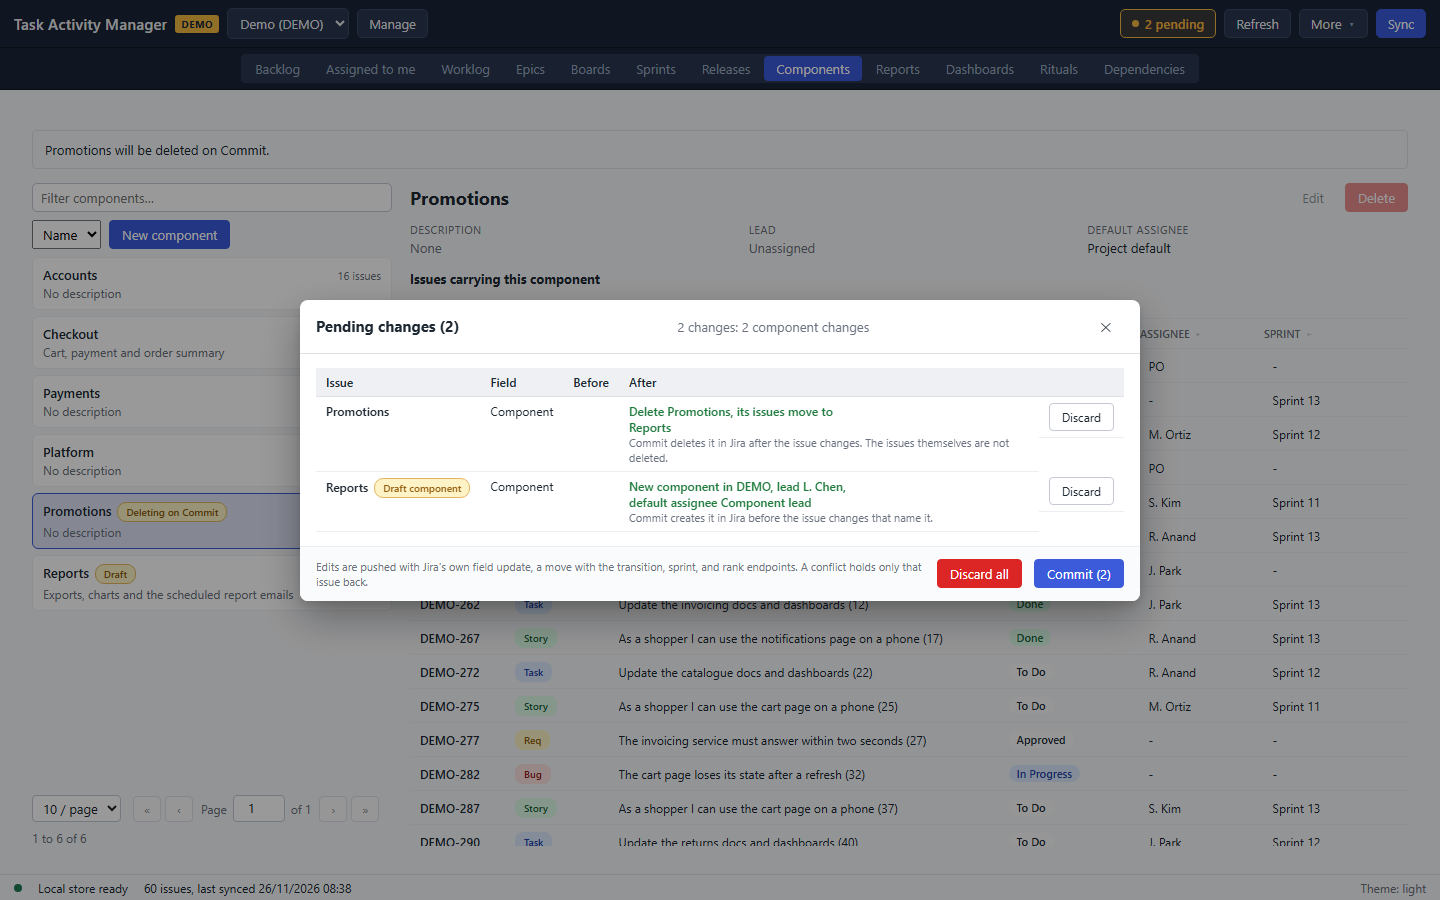 Task Activity Manager DEMO Demo (DEMO) Manage 2 pending Refresh More Sync
Backlog Assigned to me Worklog Epics Boards Sprints Releases Components Reports Dashboards Rituals Dependencies
Promotions will be deleted on Commit.
Filter components...
Name New component
Accounts 16 issues
No description
Checkout
Cart, payment and order summary
Payments
No description
Platform
No description
Promotions Deleting on Commit
No description
Reports Draft
Exports, charts and the scheduled report emails
10 / page « ‹ Page 1 of 1 › »
1 to 6 of 6
Promotions Edit Delete
DESCRIPTION LEAD DEFAULT ASSIGNEE
None Unassigned Project default
Issues carrying this component
ASSIGNEE SPRINT
PO -
- Sprint 13
M. Ortiz Sprint 12
PO -
S. Kim Sprint 11
R. Anand Sprint 13
J. Park -
Pending changes (2) 2 changes: 2 component changes ×
Issue Field Before After
Promotions Component Delete Promotions, its issues move to Discard
Reports
Commit deletes it in Jira after the issue changes. The issues themselves are not
deleted.
Reports Draft component Component New component in DEMO, lead L. Chen, Discard
default assignee Component lead
Commit creates it in Jira before the issue changes that name it.
Edits are pushed with Jira's own field update, a move with the transition, sprint, and rank endpoints. A conflict holds only that
issue back.
Discard all Commit (2)
DEMO-262 Task Update the invoicing docs and dashboards (12) Done J. Park Sprint 13
DEMO-267 Story As a shopper I can use the notifications page on a phone (17) Done R. Anand Sprint 13
DEMO-272 Task Update the catalogue docs and dashboards (22) To Do R. Anand Sprint 12
DEMO-275 Story As a shopper I can use the cart page on a phone (25) To Do M. Ortiz Sprint 11
DEMO-277 Req The invoicing service must answer within two seconds (27) Approved - -
DEMO-282 Bug The cart page loses its state after a refresh (32) In Progress - -
DEMO-287 Story As a shopper I can use the cart page on a phone (37) To Do S. Kim Sprint 13
DEMO-290 Task Update the returns docs and dashboards (40) To Do J. Park Sprint 12
Local store ready 60 issues, last synced 26/11/2026 08:38 Theme: light